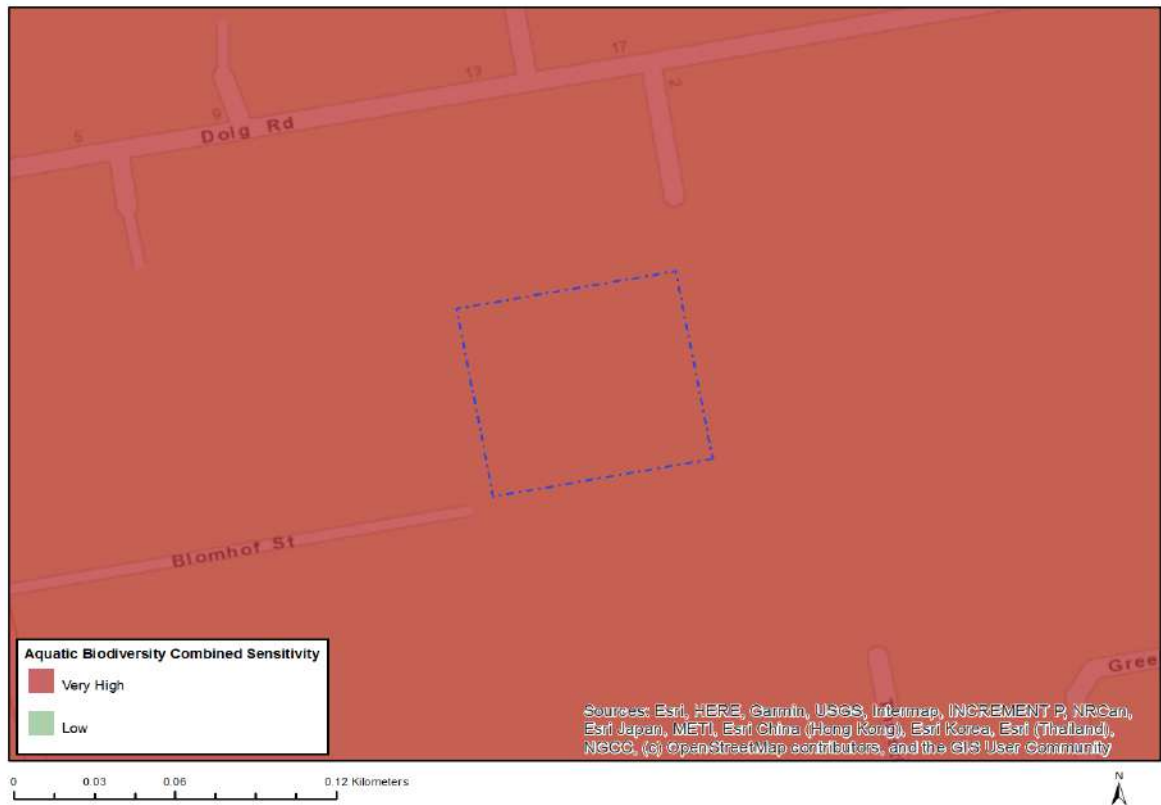 17
13
2
9
5
Doig Rd
Blomhof St
Gree
Aquatic Biodiversity Combined Sensitivity
Very High
Low
Sources: Esri, HERE, Garmin, USGS, Intermap, INCREMENT P, NRCan,
Esri Japan, METI, Esri China (Hong Kong), Esri Korea, Esri (Thailand),
NGCC, (c) OpenStreetMap contributors, and the GIS User Community
0 0.03 0.06 0.12 Kilometers
N